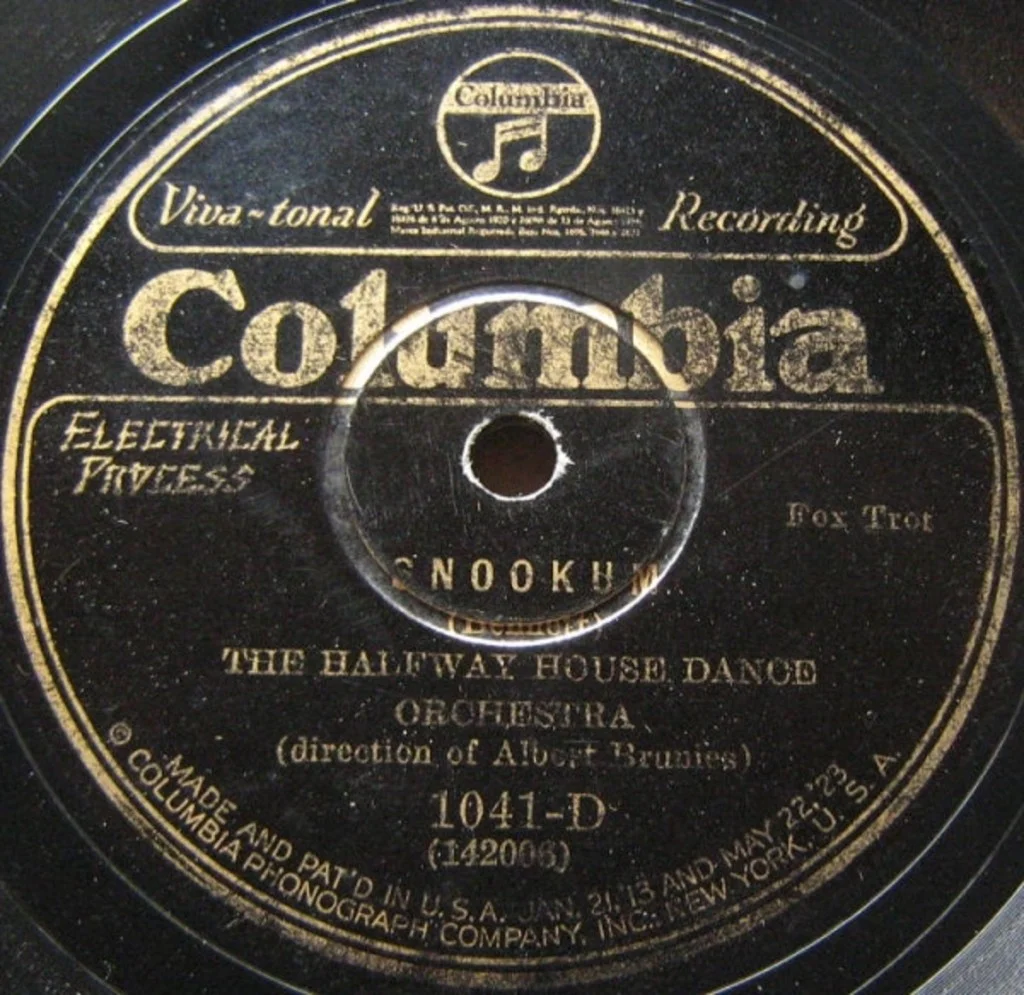 Columbia
Viva-tonal
Recording
Columbia
ELECTRICAL
PROCESS
Fox Trot
SNOOKUM
THE HALFWAY HOUSE DANCE
ORCHESTRA
(direction of Albert Brunies)
1041-D
(142006)
MADE AND PAT'D IN U.S.A. JAN. 21, '13 AND MAY 22, '23
© COLUMBIA PHONOGRAPH COMPANY, INC., NEW YORK, U.S.A.